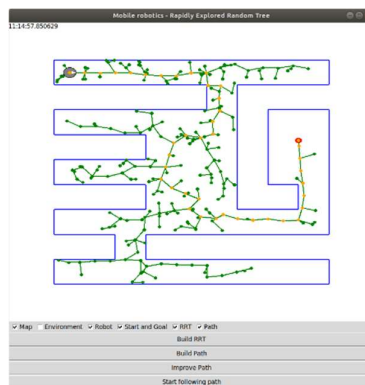 Mobile robotics - Rapidly Explored Random Tree
11:14:57.850629
Map Environment Robot Start and Goal RRT Path
Build RRT
Build Path
Improve Path
Start following path